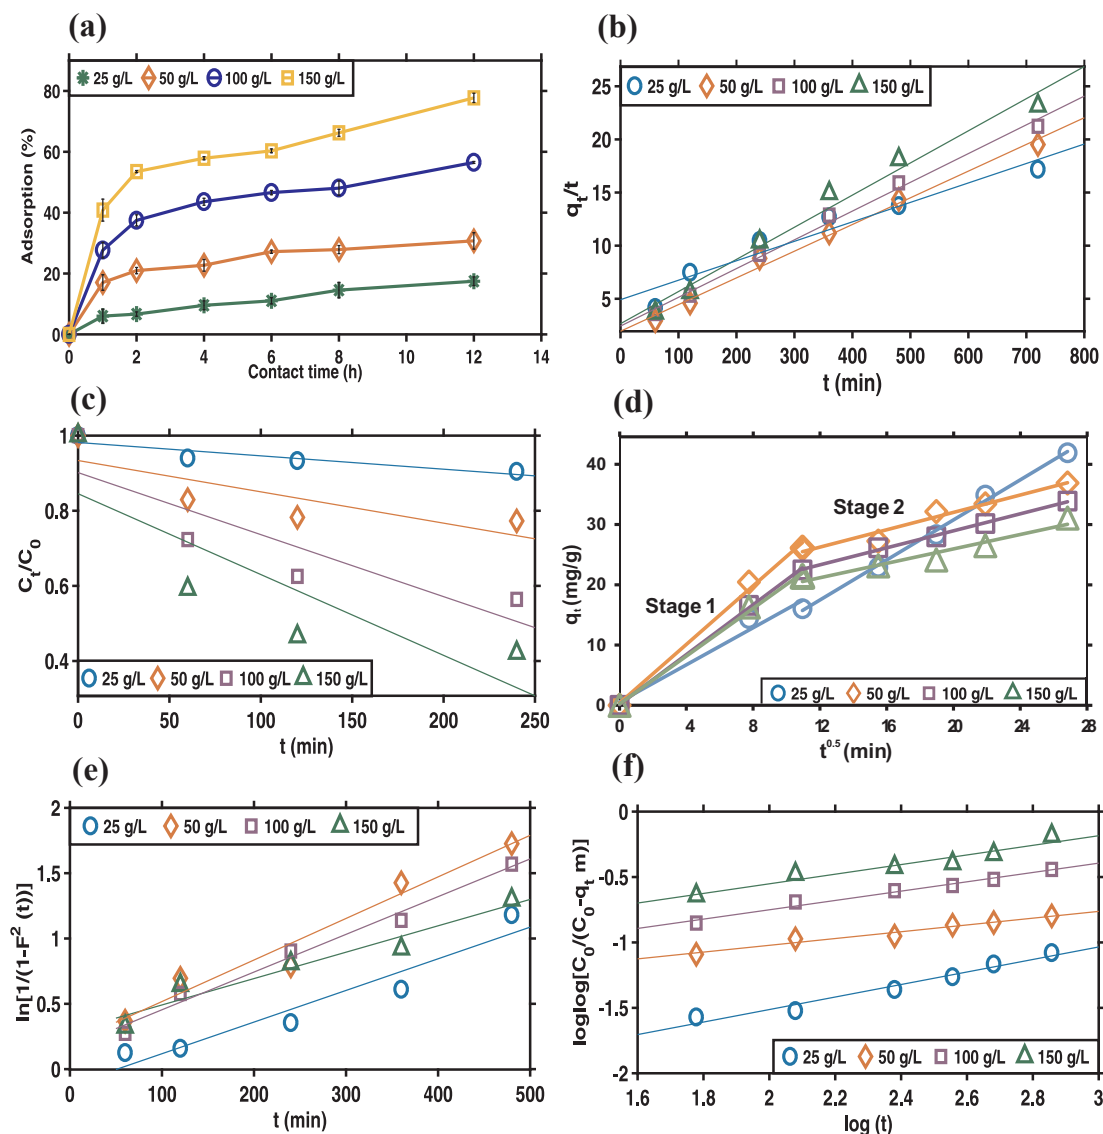 (a)
25 g/L 50 g/L 100 g/L 150 g/L
80
60
40
20
0
Adsorption (%)
0 2 4 6 8 10 12 14
Contact time (h)
(b)
25 g/L 50 g/L 100 g/L 150 g/L
25
20
15
10
5
qt/t
0 100 200 300 400 500 600 700 800
t (min)
(c)
1
0.8
0.6
0.4
Ct/C0
25 g/L 50 g/L 100 g/L 150 g/L
0 50 100 150 200 250
t (min)
(d)
40
30
20
10
0
qt (mg/g)
Stage 1
Stage 2
25 g/L 50 g/L 100 g/L 150 g/L
0 4 8 12 16 20 24 28
t0.5 (min)
(e)
25 g/L 50 g/L 100 g/L 150 g/L
2
1.5
1
0.5
0
ln[1/(1-F2 (t))]
0 100 200 300 400 500
t (min)
(f)
0
-0.5
-1
-1.5
-2
loglog[C0/(C0-qt m)]
25 g/L 50 g/L 100 g/L 150 g/L
1.6 1.8 2 2.2 2.4 2.6 2.8 3
log (t)